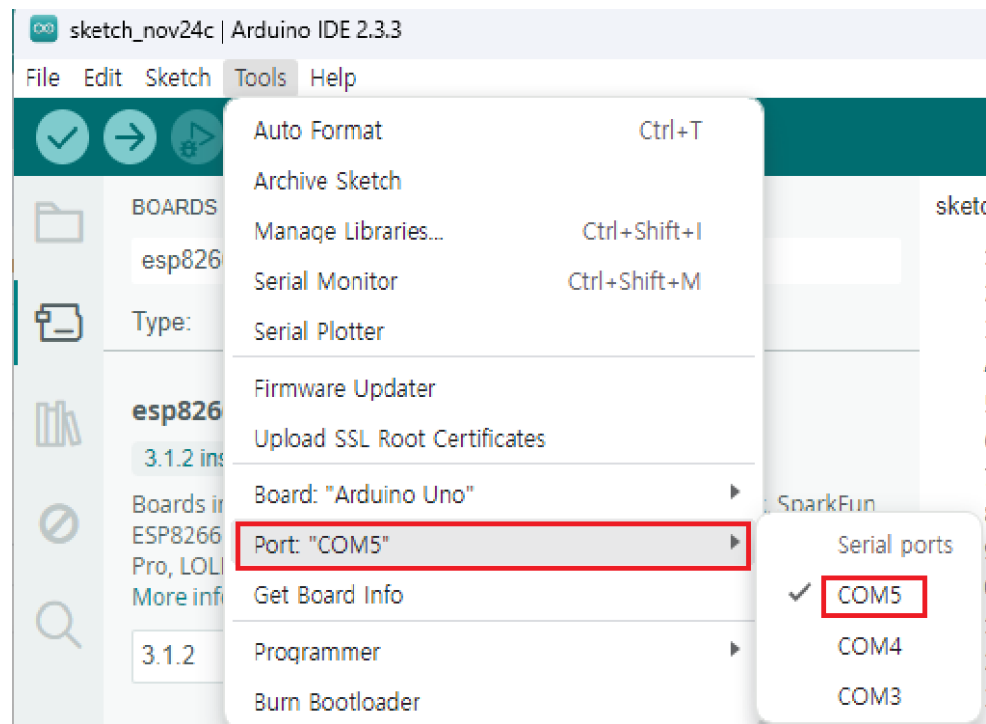 sketch_nov24c | Arduino IDE 2.3.3
File Edit Sketch Tools Help
Auto Format Ctrl+T
Archive Sketch
Manage Libraries... Ctrl+Shift+I
Serial Monitor Ctrl+Shift+M
Serial Plotter
Firmware Updater
Upload SSL Root Certificates
Board: "Arduino Uno"
Port: "COM5"
Get Board Info
Programmer
Burn Bootloader
Serial ports
COM5
COM4
COM3
BOARDS
esp826
Type:
esp826
3.1.2 ins
Boards in , SparkFun
ESP8266
Pro, LOLI
More info
3.1.2
sketc